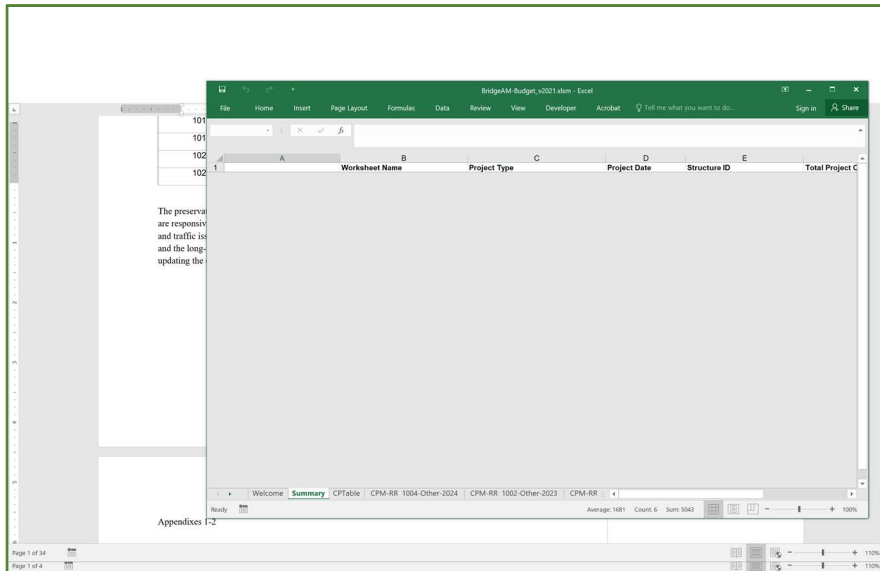 BridgeAM-Budget_v2021.xlsm - Excel
File Home Insert Page Layout Formulas Data Review View Developer Acrobat Tell me what you want to do... Sign in Share
fx
A B C D E
1 Worksheet Name Project Type Project Date Structure ID Total Project C
101
101
102
102
The preserva
are responsiv
and traffic iss
and the long-
updating the
Appendixes 1-2
Welcome Summary CPTable CPM-RR 1004-Other-2024 CPM-RR 1002-Other-2023 CPM-RR
Ready Average: 1681 Count: 6 Sum: 5043 100%
Page 1 of 34 110%
Page 1 of 4 110%